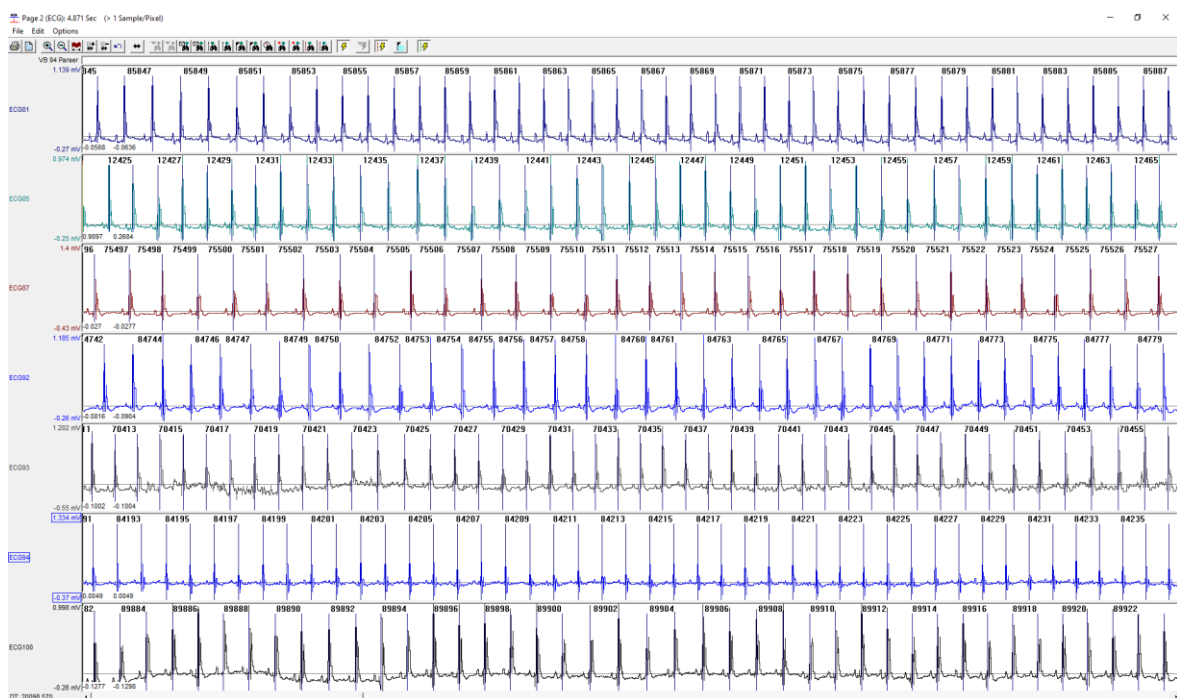 Page 2 (ECG): 4.871 Sec (> 1 Sample/Pixel)
File Edit Options
VB 94 Parser
1.139 mV 845 85847 85849 85851 85853 85855 85857 85859 85861 85863 85865 85867 85869 85871 85873 85875 85877 85879 85881 85883 85885 85887
ECG81
-0.27 mV -0.0568 -0.0636
0.974 mV 12425 12427 12429 12431 12433 12435 12437 12439 12441 12443 12445 12447 12449 12451 12453 12455 12457 12459 12461 12463 12465
ECG85
-0.25 mV 0.9097 0.2684
1.4 mV 96 75497 75498 75499 75500 75501 75502 75503 75504 75505 75506 75507 75508 75509 75510 75511 75512 75513 75514 75515 75516 75517 75518 75519 75520 75521 75522 75523 75524 75525 75526 75527
ECG87
-0.43 mV -0.027 -0.0277
1.185 mV 4742 84744 84746 84747 84749 84750 84752 84753 84754 84755 84756 84757 84758 84760 84761 84763 84765 84767 84769 84771 84773 84775 84777 84779
ECG92
-0.26 mV -0.0816 -0.0904
1.202 mV 11 70413 70415 70417 70419 70421 70423 70425 70427 70429 70431 70433 70435 70437 70439 70441 70443 70445 70447 70449 70451 70453 70455
ECG93
-0.55 mV -0.1002 -0.1004
1.334 mV 91 84193 84195 84197 84199 84201 84203 84205 84207 84209 84211 84213 84215 84217 84219 84221 84223 84225 84227 84229 84231 84233 84235
ECG94
-0.37 mV 0.0049 0.0049
0.998 mV 82 89884 89886 89888 89890 89892 89894 89896 89898 89900 89902 89904 89906 89908 89910 89912 89914 89916 89918 89920 89922
ECG100
-0.26 mV -0.1277 -0.1298